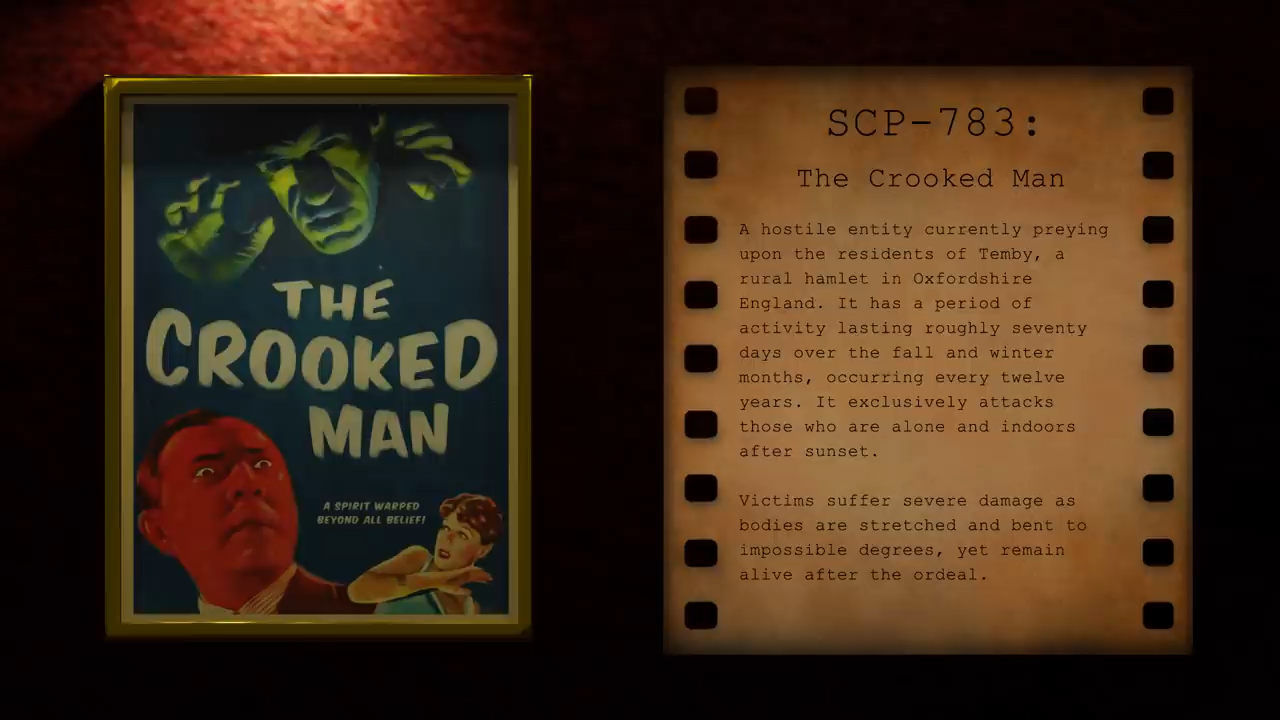 THE
CROOKED
MAN
A SPIRIT WARPED
BEYOND ALL BELIEF!
SCP-783:
The Crooked Man
A hostile entity currently preying
upon the residents of Temby, a
rural hamlet in Oxfordshire
England. It has a period of
activity lasting roughly seventy
days over the fall and winter
months, occurring every twelve
years. It exclusively attacks
those who are alone and indoors
after sunset.
Victims suffer severe damage as
bodies are stretched and bent to
impossible degrees, yet remain
alive after the ordeal.